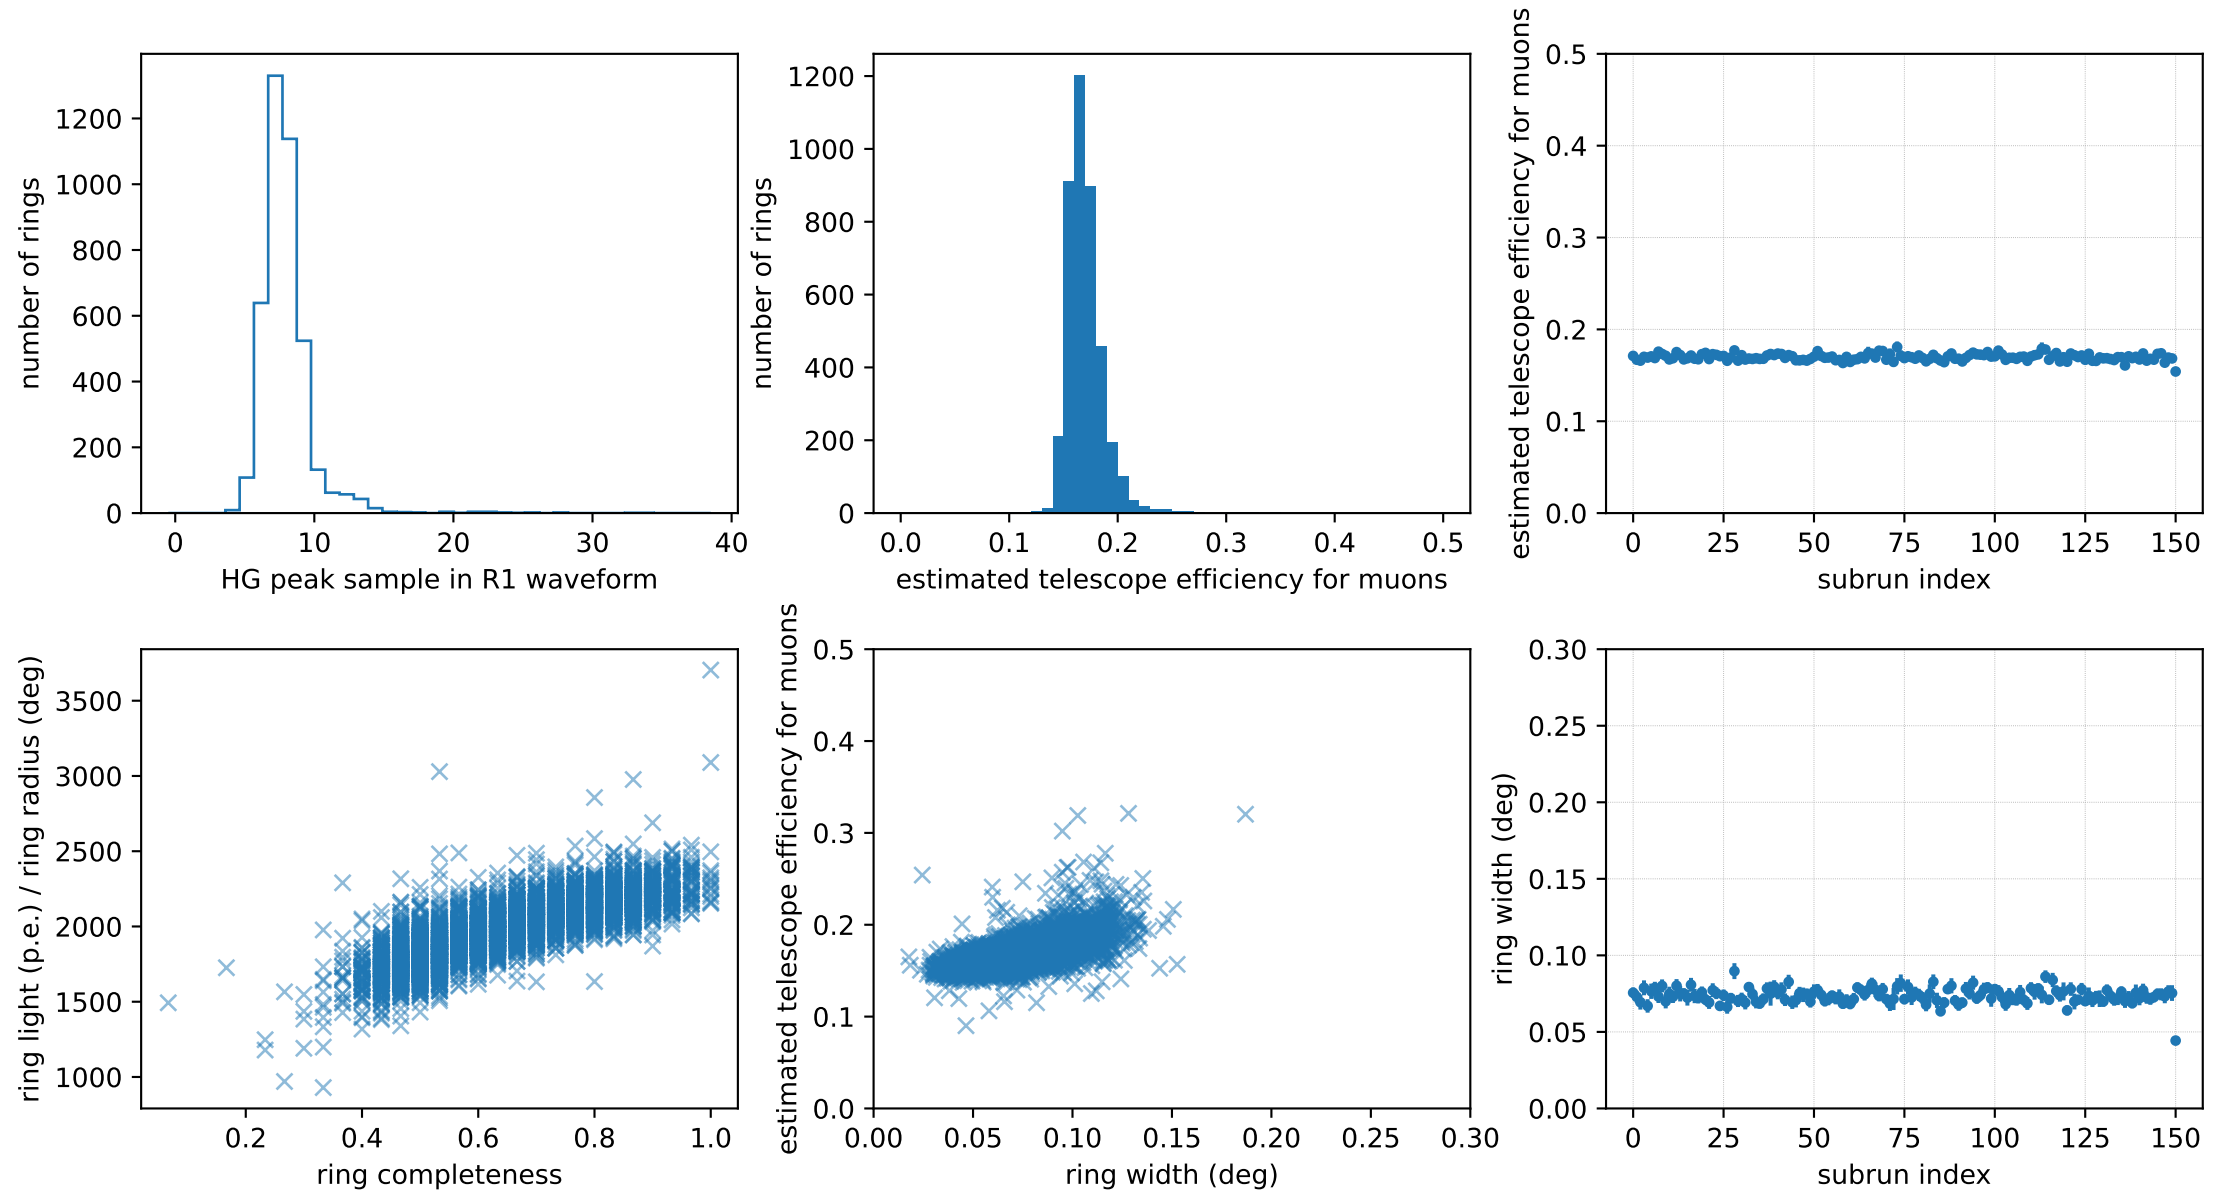 number of rings
1200
1000
800
600
400
200
0
0 10 20 30 40
HG peak sample in R1 waveform
number of rings
1200
1000
800
600
400
200
0
0.0 0.1 0.2 0.3 0.4 0.5
estimated telescope efficiency for muons
estimated telescope efficiency for muons
0.5
0.4
0.3
0.2
0.1
0.0
0 25 50 75 100 125 150
subrun index
ring light (p.e.) / ring radius (deg)
3500
3000
2500
2000
1500
1000
0.2 0.4 0.6 0.8 1.0
ring completeness
estimated telescope efficiency for muons
0.5
0.4
0.3
0.2
0.1
0.0
0.00 0.05 0.10 0.15 0.20 0.25 0.30
ring width (deg)
ring width (deg)
0.30
0.25
0.20
0.15
0.10
0.05
0.00
0 25 50 75 100 125 150
subrun index